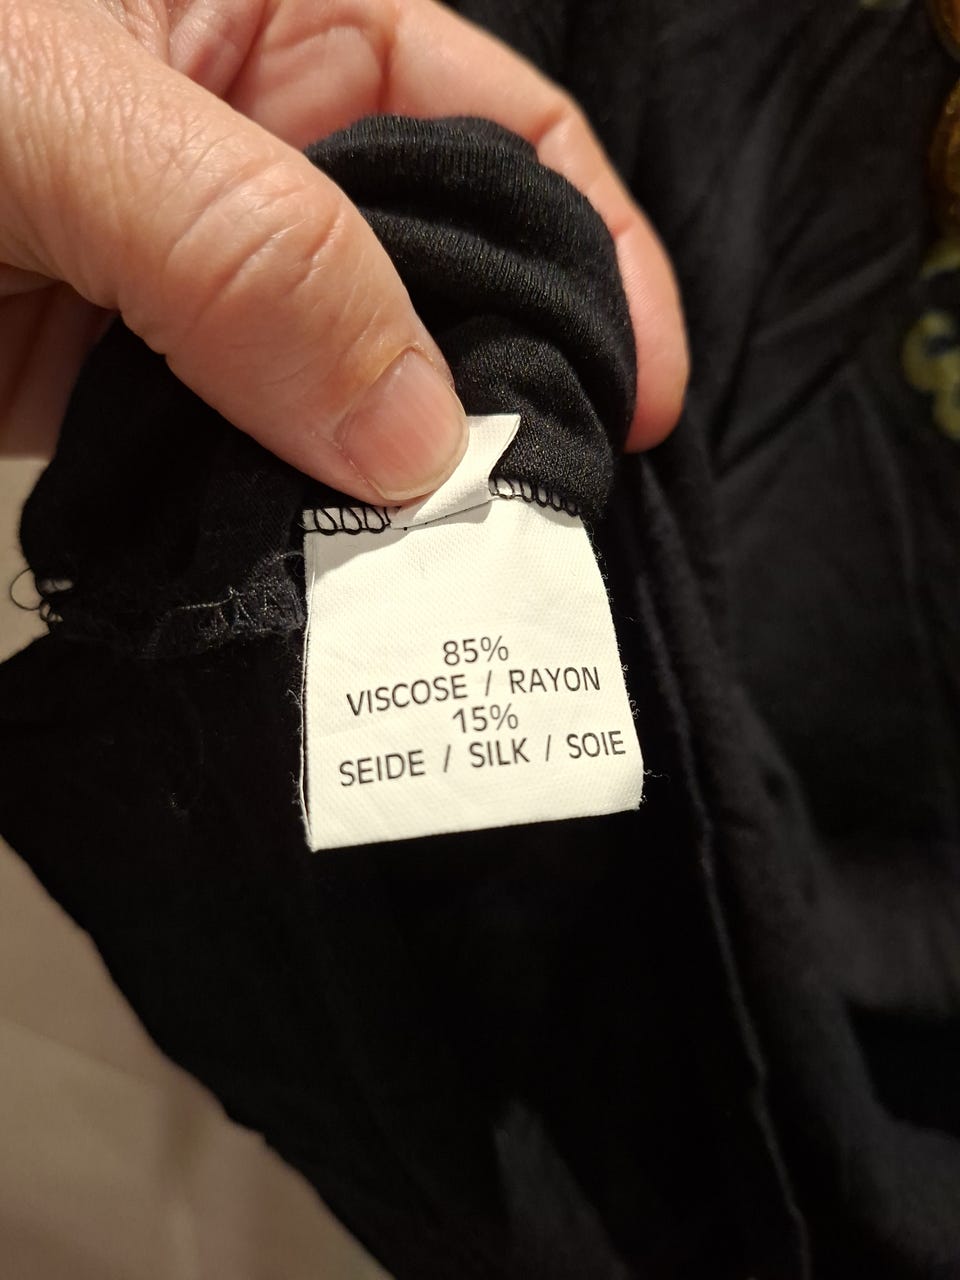 85%
VISCOSE / RAYON
15%
SEIDE / SILK / SOIE